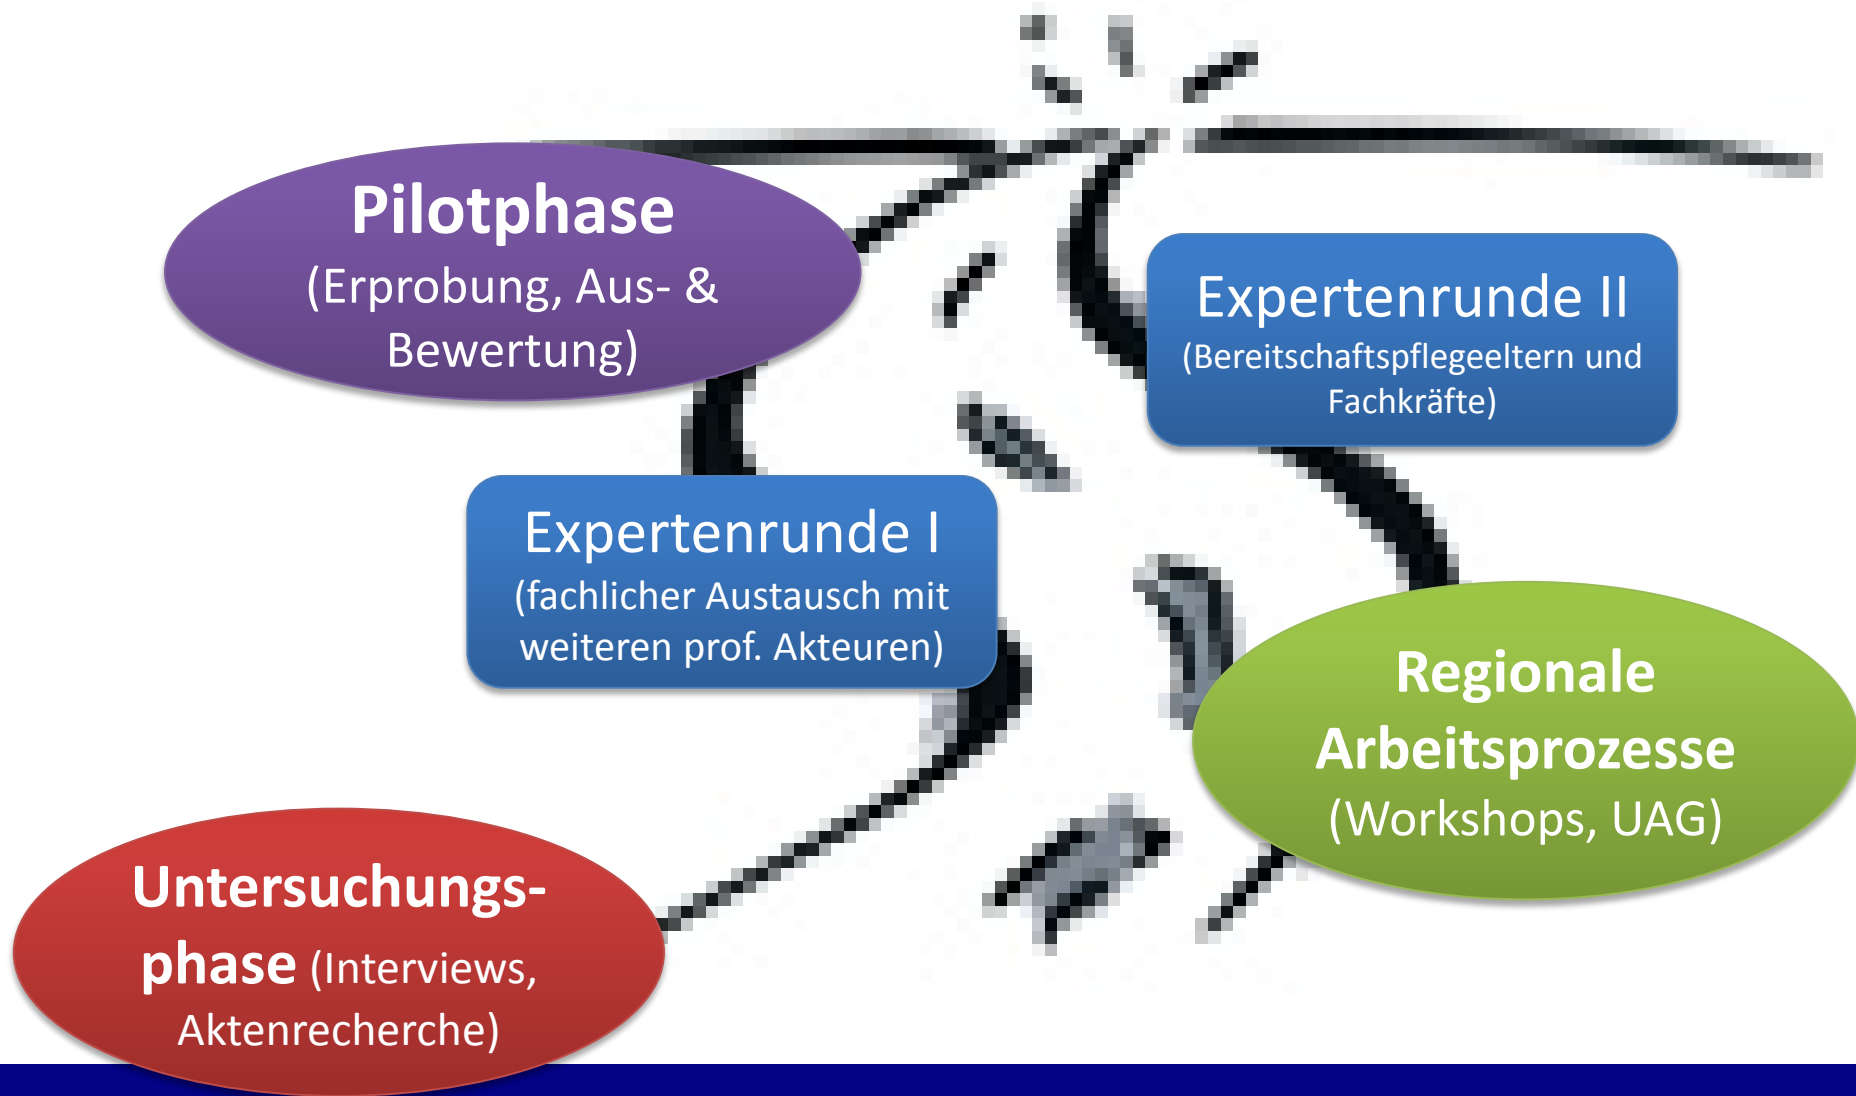 Pilotphase
(Erprobung, Aus- &
Bewertung)
Expertenrunde II
(Bereitschaftspflegeeltern und
Fachkräfte)
Expertenrunde I
(fachlicher Austausch mit
weiteren prof. Akteuren)
Regionale
Arbeitsprozesse
(Workshops, UAG)
Untersuchungs-
phase (Interviews,
Aktenrecherche)